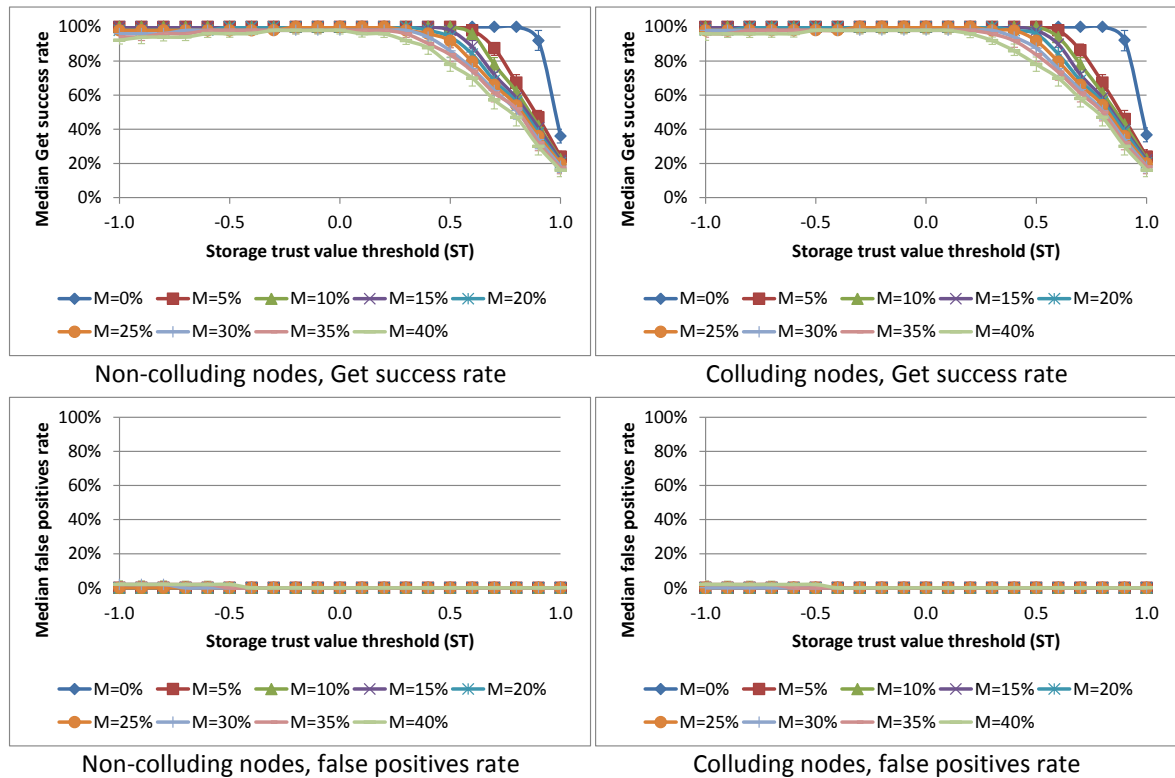 100%
80%
60%
40%
20%
0%
Median Get success rate
-1.0 -0.5 0.0 0.5 1.0
Storage trust value threshold (ST)
M=0% M=5% M=10% M=15% M=20%
M=25% M=30% M=35% M=40%
Non-colluding nodes, Get success rate
100%
80%
60%
40%
20%
0%
Median Get success rate
-1.0 -0.5 0.0 0.5 1.0
Storage trust value threshold (ST)
M=0% M=5% M=10% M=15% M=20%
M=25% M=30% M=35% M=40%
Colluding nodes, Get success rate
100%
80%
60%
40%
20%
0%
Median false positives rate
-1.0 -0.5 0.0 0.5 1.0
Storage trust value threshold (ST)
M=0% M=5% M=10% M=15% M=20%
M=25% M=30% M=35% M=40%
Non-colluding nodes, false positives rate
100%
80%
60%
40%
20%
0%
Median false positives rate
-1.0 -0.5 0.0 0.5 1.0
Storage trust value threshold (ST)
M=0% M=5% M=10% M=15% M=20%
M=25% M=30% M=35% M=40%
Colluding nodes, false positives rate